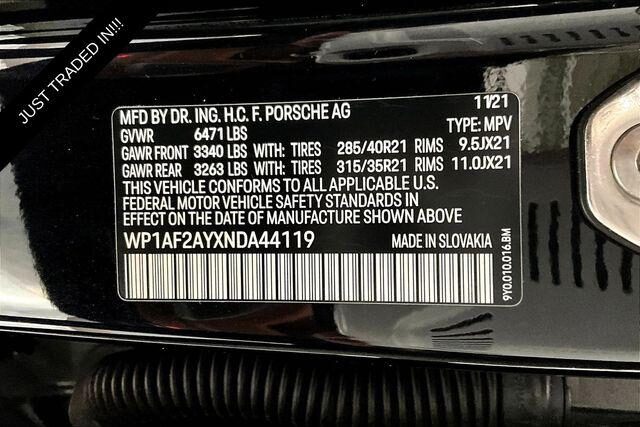 JUST TRADED IN!!!
MFD BY DR. ING. H.C. F. PORSCHE AG 11/21
GVWR 6471 LBS TYPE: MPV
GAWR FRONT 3340 LBS WITH: TIRES 285/40R21 RIMS 9.5JX21
GAWR REAR 3263 LBS WITH: TIRES 315/35R21 RIMS 11.0JX21
THIS VEHICLE CONFORMS TO ALL APPLICABLE U.S.
FEDERAL MOTOR VEHICLE SAFETY STANDARDS IN
EFFECT ON THE DATE OF MANUFACTURE SHOWN ABOVE
WP1AF2AYXNDA44119 MADE IN SLOVAKIA
9Y0.010.016.BM